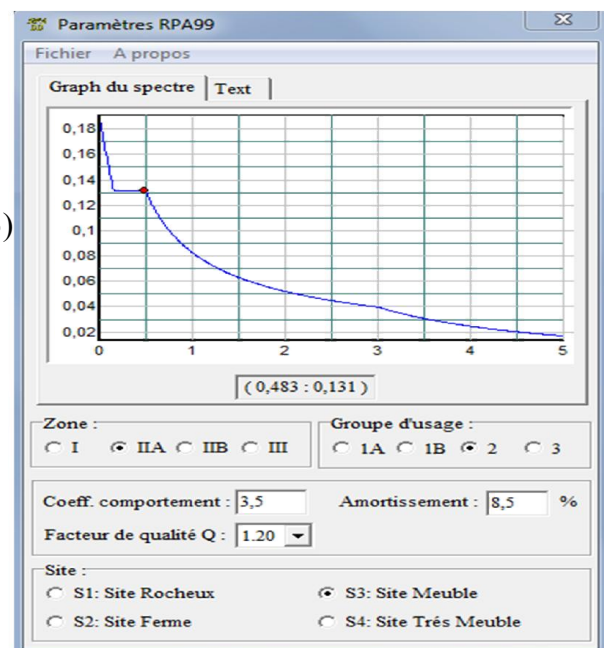 Paramètres RPA99
Fichier A propos
Graph du spectre Text
0,18
0,16
0,14
0,12
)
0,1
0,08
0,06
0,04
0,02
0 1 2 3 4 5
( 0,483 : 0,131 )
Zone : Groupe d'usage :
I IIA IIB III 1A 1B 2 3
Coeff. comportement : 3,5 Amortissement : 8,5 %
Facteur de qualité Q : 1.20
Site :
S1: Site Rocheux S3: Site Meuble
S2: Site Ferme S4: Site Trés Meuble